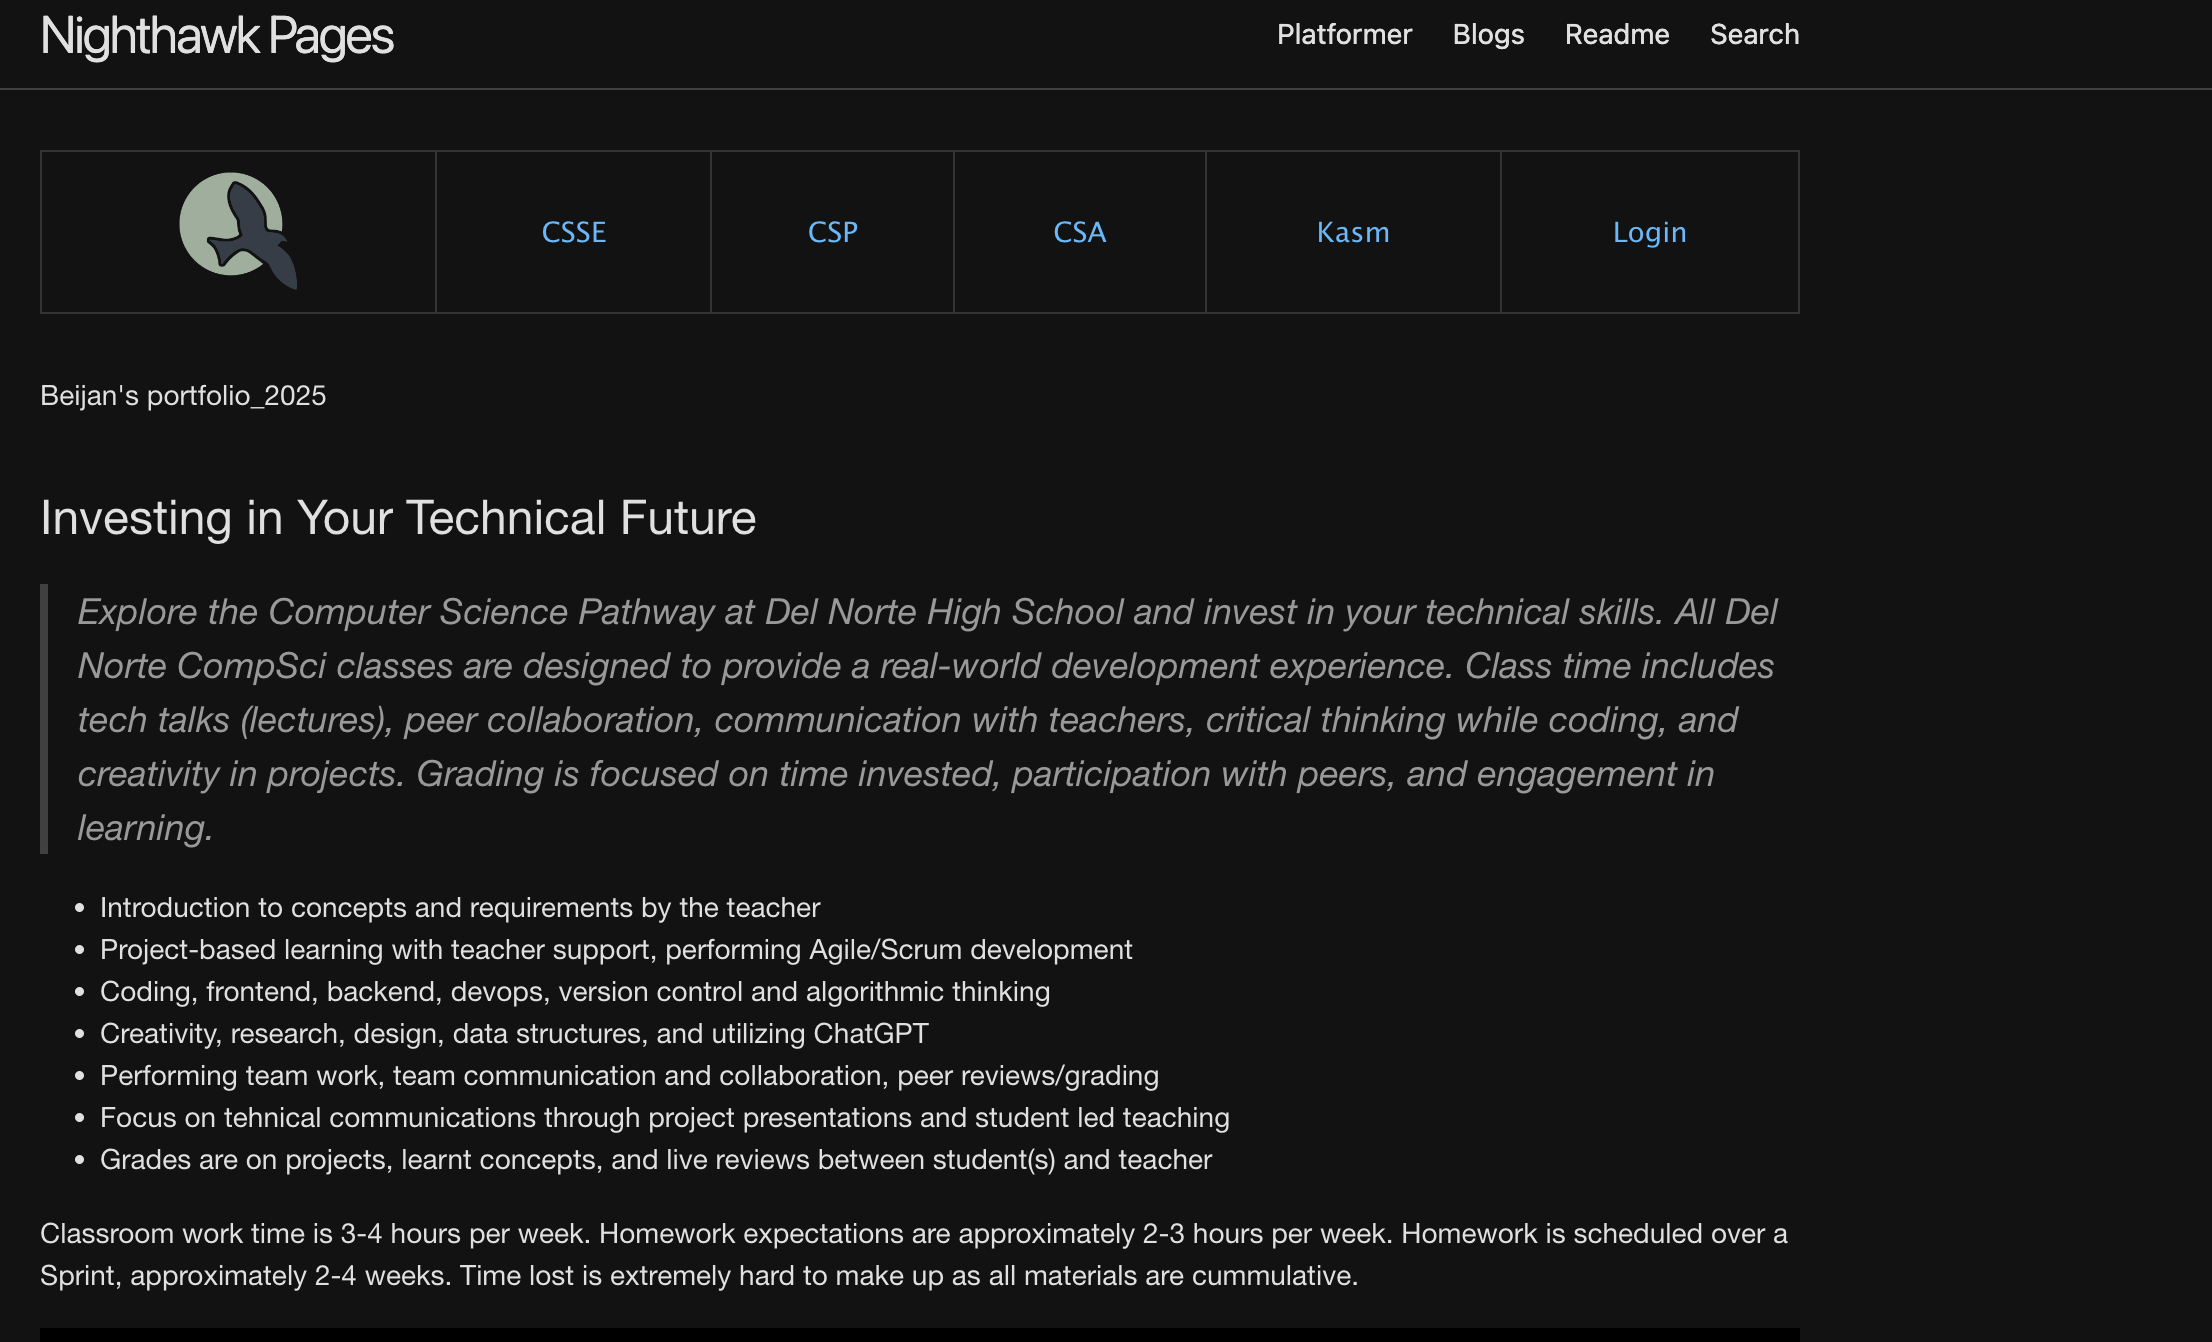 Nighthawk Pages
Platformer Blogs Readme Search
CSSE CSP CSA Kasm Login
Beijan's portfolio_2025
Investing in Your Technical Future
Explore the Computer Science Pathway at Del Norte High School and invest in your technical skills. All Del
Norte CompSci classes are designed to provide a real-world development experience. Class time includes
tech talks (lectures), peer collaboration, communication with teachers, critical thinking while coding, and
creativity in projects. Grading is focused on time invested, participation with peers, and engagement in
learning.
• Introduction to concepts and requirements by the teacher
• Project-based learning with teacher support, performing Agile/Scrum development
• Coding, frontend, backend, devops, version control and algorithmic thinking
• Creativity, research, design, data structures, and utilizing ChatGPT
• Performing team work, team communication and collaboration, peer reviews/grading
• Focus on tehnical communications through project presentations and student led teaching
• Grades are on projects, learnt concepts, and live reviews between student(s) and teacher
Classroom work time is 3-4 hours per week. Homework expectations are approximately 2-3 hours per week. Homework is scheduled over a
Sprint, approximately 2-4 weeks. Time lost is extremely hard to make up as all materials are cummulative.